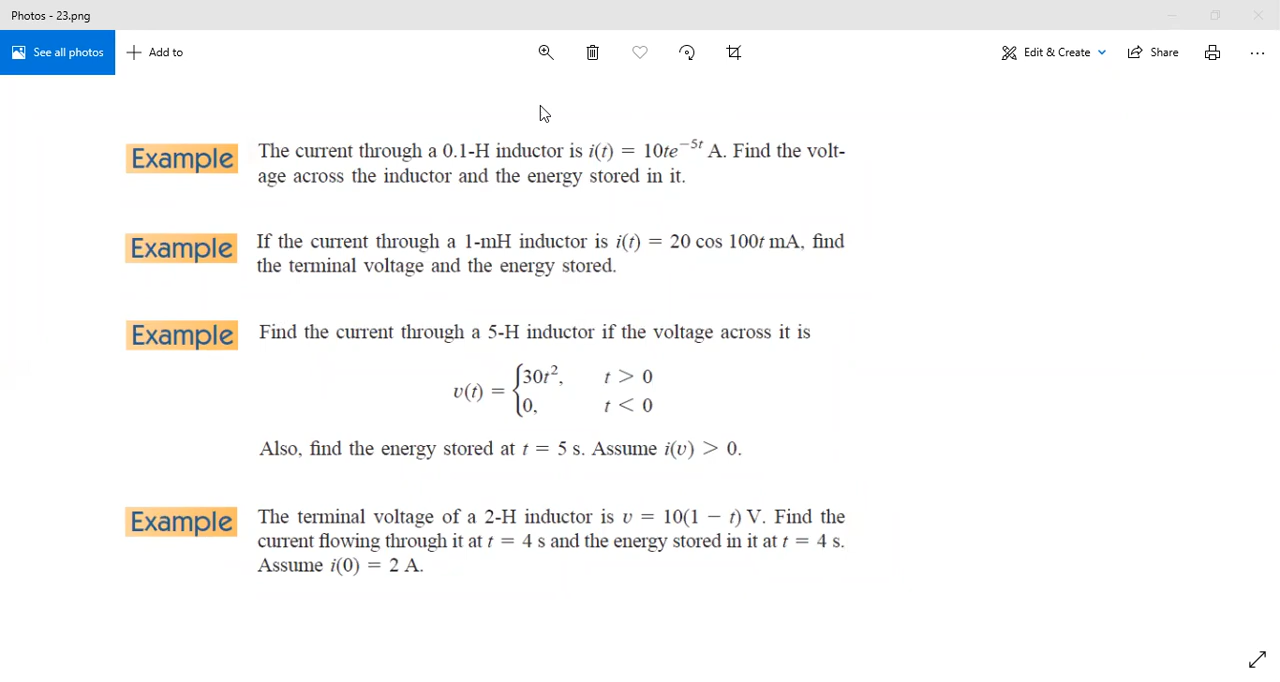 Photos - 23.png
See all photos
Add to
Edit & Create
Share
Example
The current through a 0.1-H inductor is i(t) = 10te⁻⁵ᵗ A. Find the volt-
age across the inductor and the energy stored in it.
Example
If the current through a 1-mH inductor is i(t) = 20 cos 100t mA, find
the terminal voltage and the energy stored.
Example
Find the current through a 5-H inductor if the voltage across it is
v(t) = {30t², t > 0
0, t < 0
Also, find the energy stored at t = 5 s. Assume i(v) > 0.
Example
The terminal voltage of a 2-H inductor is v = 10(1 − t) V. Find the
current flowing through it at t = 4 s and the energy stored in it at t = 4 s.
Assume i(0) = 2 A.